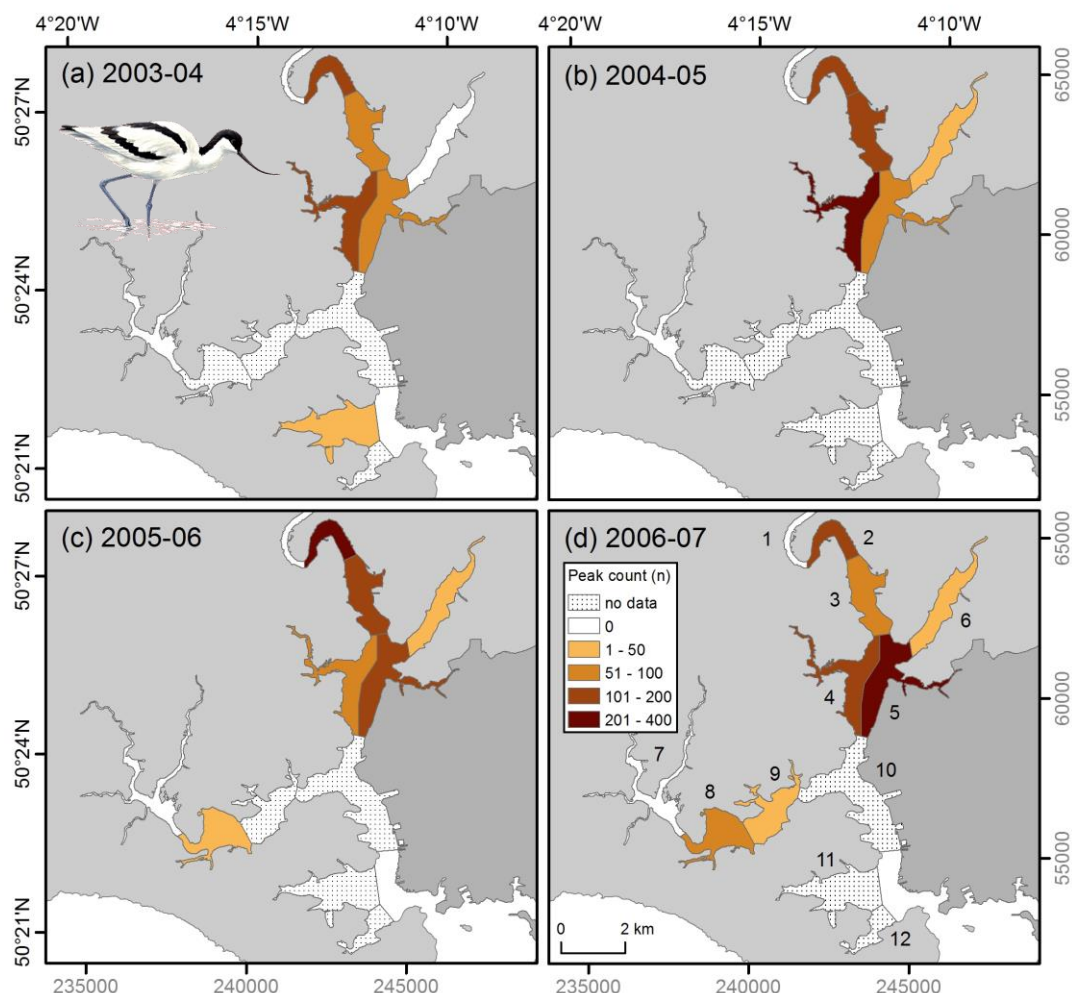 4°20'W 4°15'W 4°10'W 4°20'W 4°15'W 4°10'W
(a) 2003-04
(b) 2004-05
50°27'N
50°24'N
50°21'N
65000
60000
55000
(c) 2005-06
(d) 2006-07
50°27'N
50°24'N
50°21'N
1
2
3
4
5
6
7
8
9
10
11
12
Peak count (n)
no data
0
1 - 50
51 - 100
101 - 200
201 - 400
0 2 km
65000
60000
55000
235000 240000 245000 235000 240000 245000